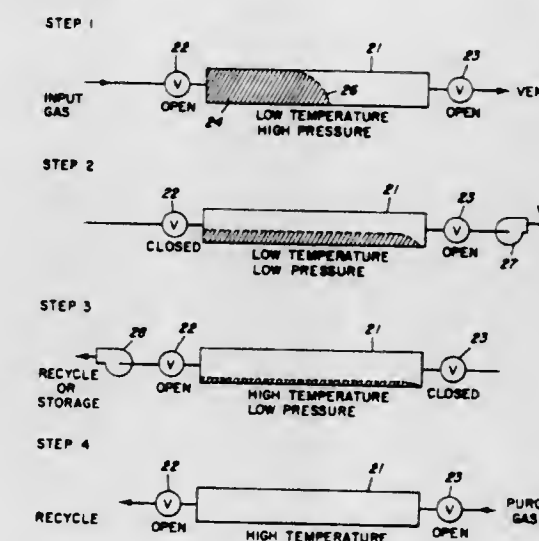 STEP 1
22
21
23
INPUT
GAS
V
OPEN
24
26
LOW TEMPERATURE
HIGH PRESSURE
V
OPEN
VEN
STEP 2
22
21
23
V
CLOSED
LOW TEMPERATURE
LOW PRESSURE
V
OPEN
27
STEP 3
28
22
21
23
RECYCLE
OR
STORAGE
V
OPEN
HIGH TEMPERATURE
LOW PRESSURE
V
CLOSED
STEP 4
22
21
23
RECYCLE
V
OPEN
HIGH TEMPERATURE
V
OPEN
PURG
GAS